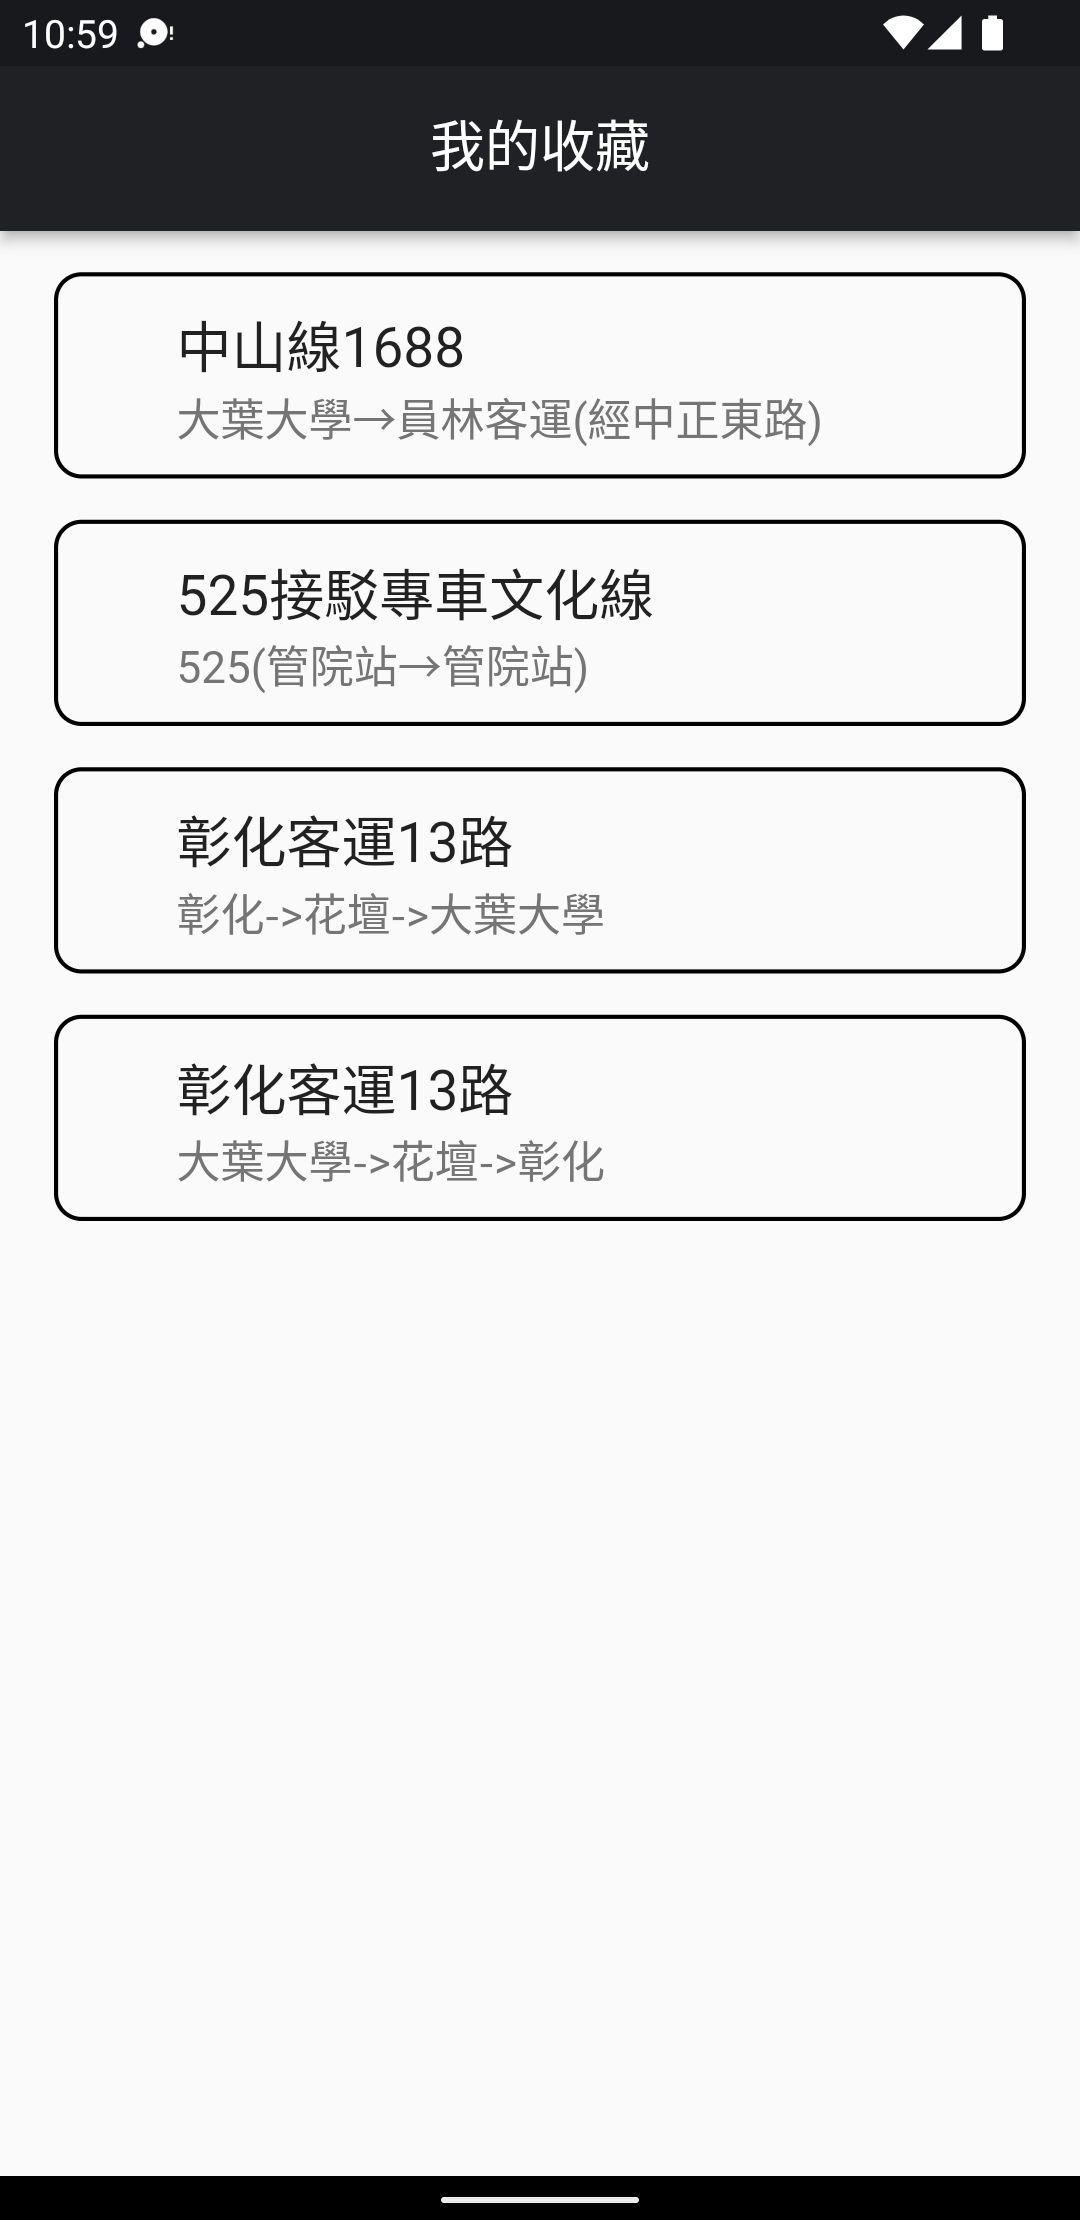 10:59
我的收藏
中山線1688
大葉大學→員林客運(經中正東路)
525接駁專車文化線
525(管院站→管院站)
彰化客運13路
彰化->花壇->大葉大學
彰化客運13路
大葉大學->花壇->彰化